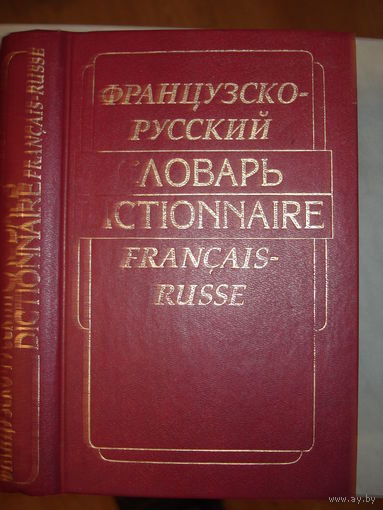 ФРАНЦУЗСКО-
РУССКИЙ
СЛОВАРЬ
DICTIONNAIRE
FRANÇAIS-
RUSSE
DICTIONNAIRE
FRANÇAIS-RUSSE
www.ay.by